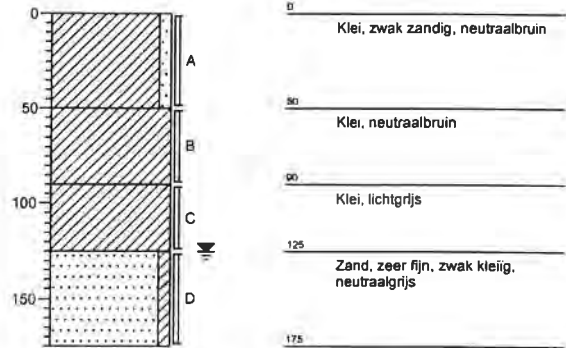 0
0
Klei, zwak zandig, neutraalbruin
A
50
50
Klei, neutraalbruin
B
90
Klei, lichtgrijs
100
C
125
Zand, zeer fijn, zwak kleiïg,
neutraalgrijs
D
150
175